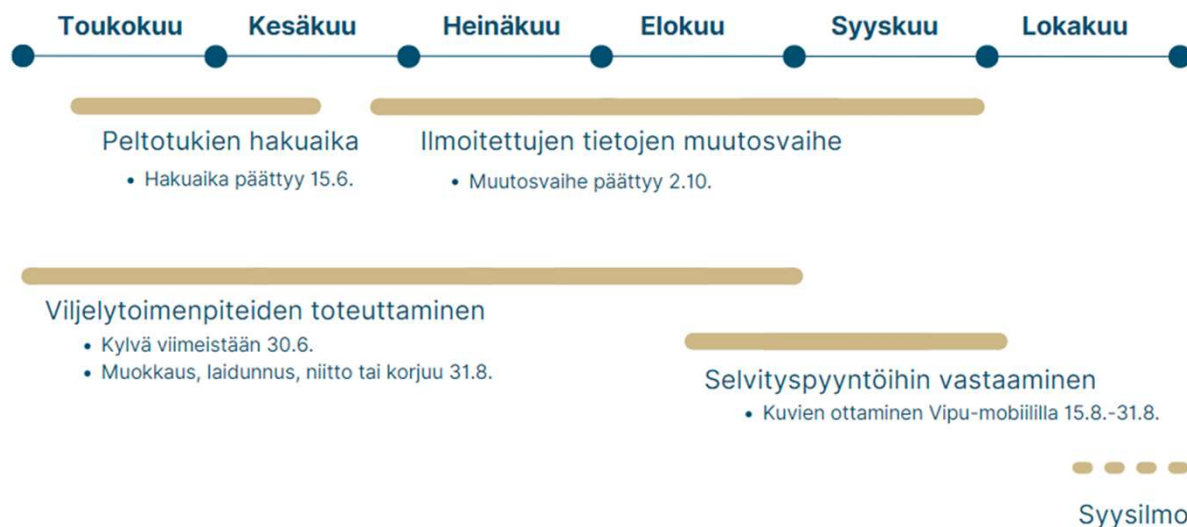 Toukokuu Kesäkuu Heinäkuu Elokuu Syyskuu Lokakuu
Peltotukien hakuaika
• Hakuaika päättyy 15.6.
Ilmoitettujen tietojen muutosvaihe
• Muutosvaihe päättyy 2.10.
Viljelytoimenpiteiden toteuttaminen
• Kylvä viimeistään 30.6.
• Muokkaus, laidunnus, niitto tai korjuu 31.8.
Selvityspyyntöihin vastaaminen
• Kuvien ottaminen Vipu-mobiililla 15.8.-31.8.
Syysilmo